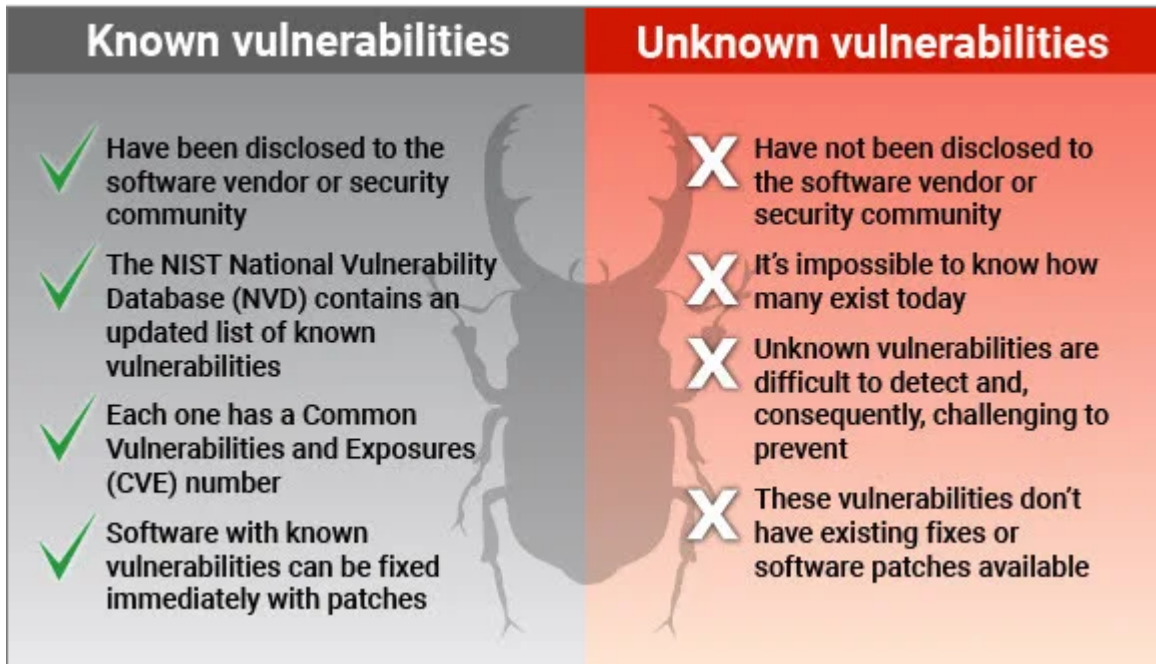 Known vulnerabilities
Have been disclosed to the
software vendor or security
community
The NIST National Vulnerability
Database (NVD) contains an
updated list of known
vulnerabilities
Each one has a Common
Vulnerabilities and Exposures
(CVE) number
Software with known
vulnerabilities can be fixed
immediately with patches
Unknown vulnerabilities
Have not been disclosed to
the software vendor or
security community
It's impossible to know how
many exist today
Unknown vulnerabilities are
difficult to detect and,
consequently, challenging to
prevent
These vulnerabilities don't
have existing fixes or
software patches available